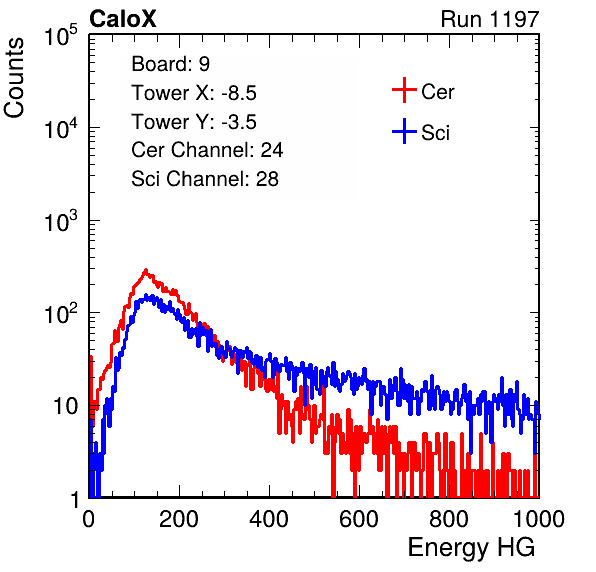 CaloX Run 1197
Counts
10^5
10^4
10^3
10^2
10
1
Board: 9
Tower X: -8.5
Tower Y: -3.5
Cer Channel: 24
Sci Channel: 28
Cer
Sci
0 200 400 600 800 1000
Energy HG